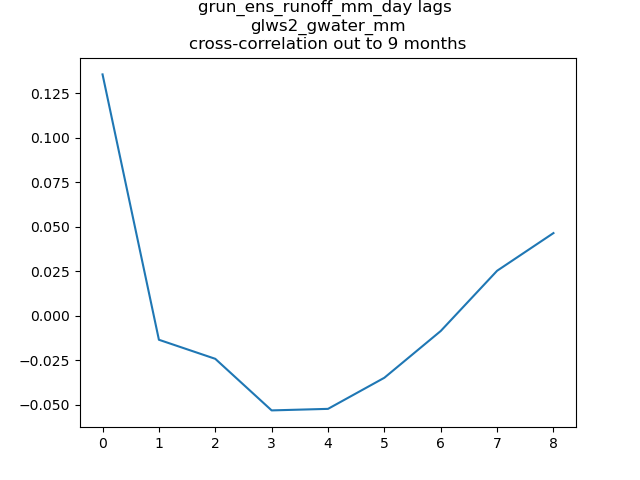 grun_ens_runoff_mm_day lags
glws2_gwater_mm
cross-correlation out to 9 months
0.125
0.100
0.075
0.050
0.025
0.000
−0.025
−0.050
0 1 2 3 4 5 6 7 8